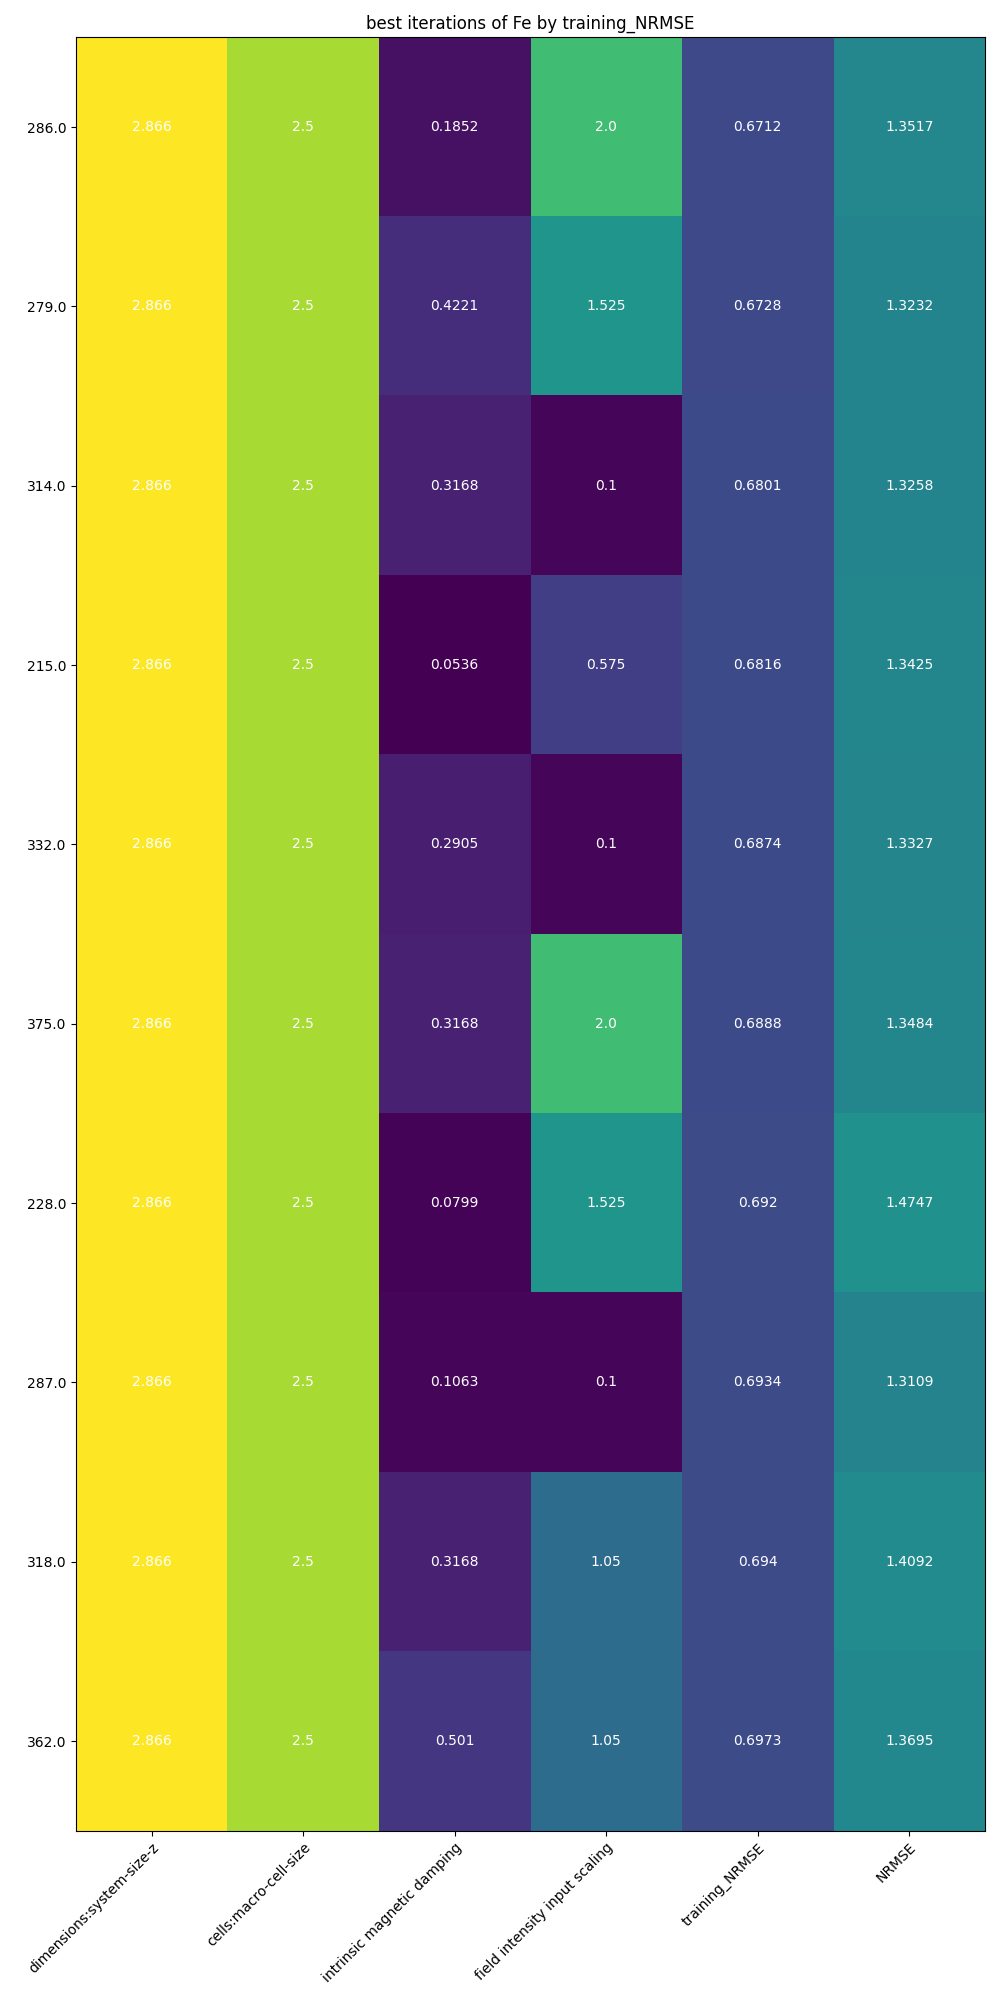 best iterations of Fe by training_NRMSE
286.0 2.866 2.5 0.1852 2.0 0.6712 1.3517
279.0 2.866 2.5 0.4221 1.525 0.6728 1.3232
314.0 2.866 2.5 0.3168 0.1 0.6801 1.3258
215.0 2.866 2.5 0.0536 0.575 0.6816 1.3425
332.0 2.866 2.5 0.2905 0.1 0.6874 1.3327
375.0 2.866 2.5 0.3168 2.0 0.6888 1.3484
228.0 2.866 2.5 0.0799 1.525 0.692 1.4747
287.0 2.866 2.5 0.1063 0.1 0.6934 1.3109
318.0 2.866 2.5 0.3168 1.05 0.694 1.4092
362.0 2.866 2.5 0.501 1.05 0.6973 1.3695
dimensions:system-size-z
cells:macro-cell-size
intrinsic magnetic damping
field intensity input scaling
training_NRMSE
NRMSE